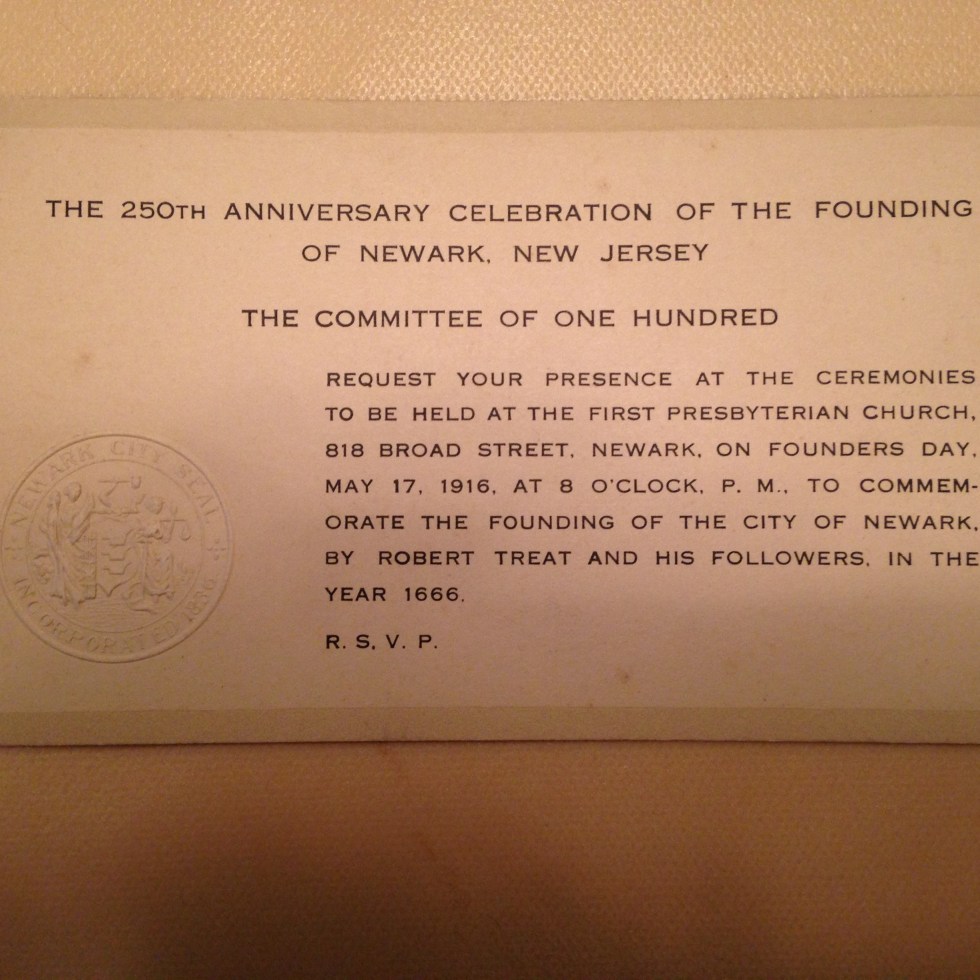 THE 250TH ANNIVERSARY CELEBRATION OF THE FOUNDING
OF NEWARK, NEW JERSEY
THE COMMITTEE OF ONE HUNDRED
REQUEST YOUR PRESENCE AT THE CEREMONIES
TO BE HELD AT THE FIRST PRESBYTERIAN CHURCH,
818 BROAD STREET, NEWARK, ON FOUNDERS DAY,
MAY 17, 1916, AT 8 O'CLOCK, P. M., TO COMMEM-
ORATE THE FOUNDING OF THE CITY OF NEWARK,
BY ROBERT TREAT AND HIS FOLLOWERS, IN THE
YEAR 1666.
R. S. V. P.
NEWARK CITY SEAL
INCORPORATED 1836